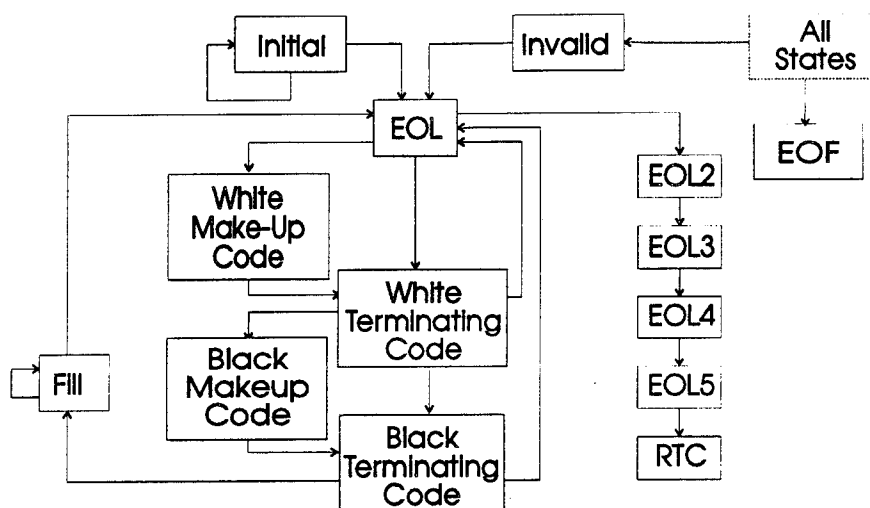 Initial
Invalid
All
States
EOL
EOF
EOL2
White
Make-Up
Code
EOL3
White
Terminating
Code
EOL4
Black
Makeup
Code
Fill
EOL5
Black
Terminating
Code
RTC